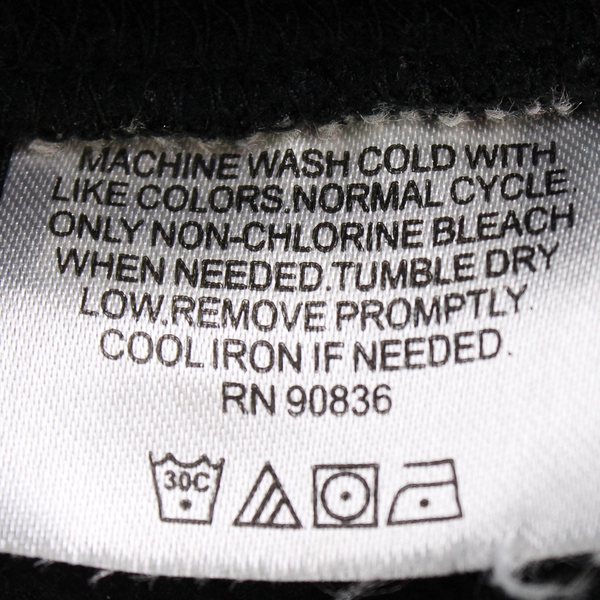 MACHINE WASH COLD WITH
LIKE COLORS.NORMAL CYCLE.
ONLY NON-CHLORINE BLEACH
WHEN NEEDED.TUMBLE DRY
LOW.REMOVE PROMPTLY.
COOL IRON IF NEEDED.
RN 90836
30C